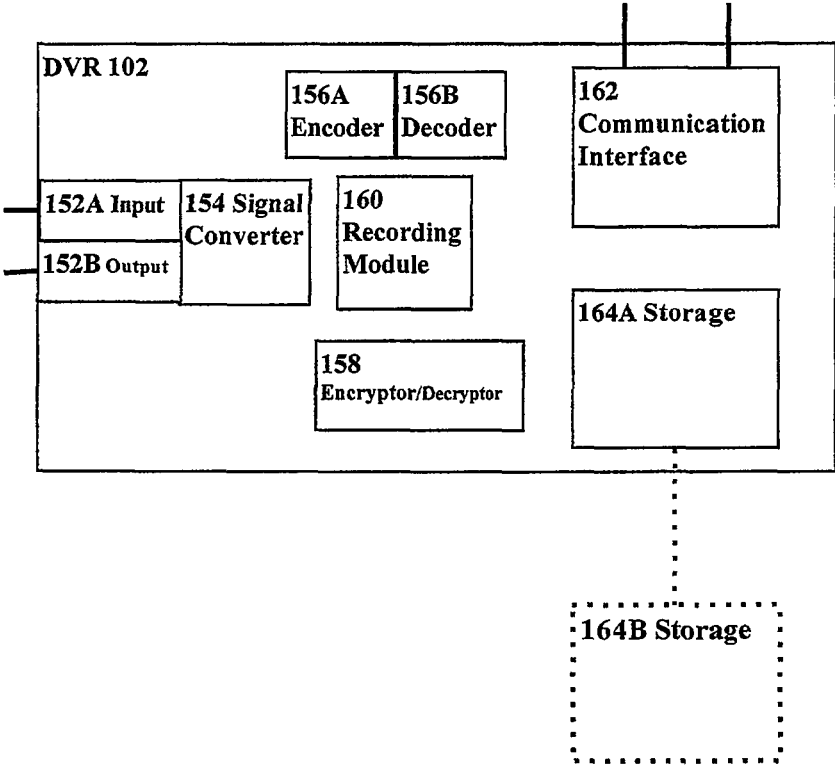 DVR 102
156A
Encoder
156B
Decoder
162
Communication
Interface
152A Input
154 Signal
Converter
152B Output
160
Recording
Module
164A Storage
158
Encryptor/Decryptor
164B Storage